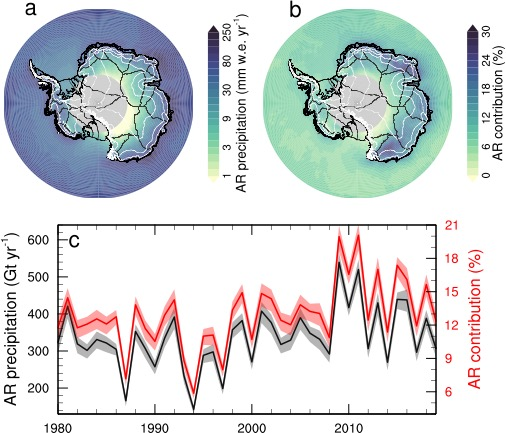 a
250
80
30
9
3
1
AR precipitation (mm w.e. yr⁻¹)
b
30
24
18
12
6
0
AR contribution (%)
c
600
500
400
300
200
AR precipitation (Gt yr⁻¹)
21
18
15
12
9
6
AR contribution (%)
1980 1990 2000 2010